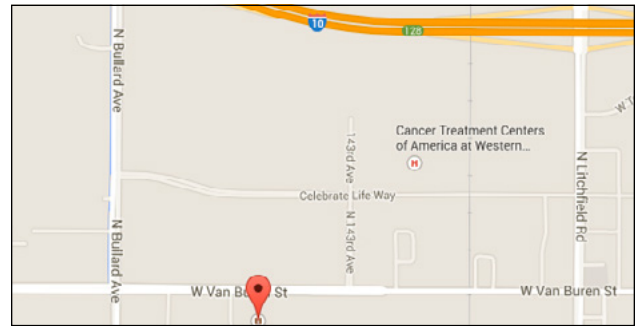 10
128
N Bullard Ave
Cancer Treatment Centers
of America at Western...
H
143rd Ave
N Litchfield Rd
Celebrate Life Way
N 143rd Ave
N Bullard Ave
W Van Buren St
W Van Buren St